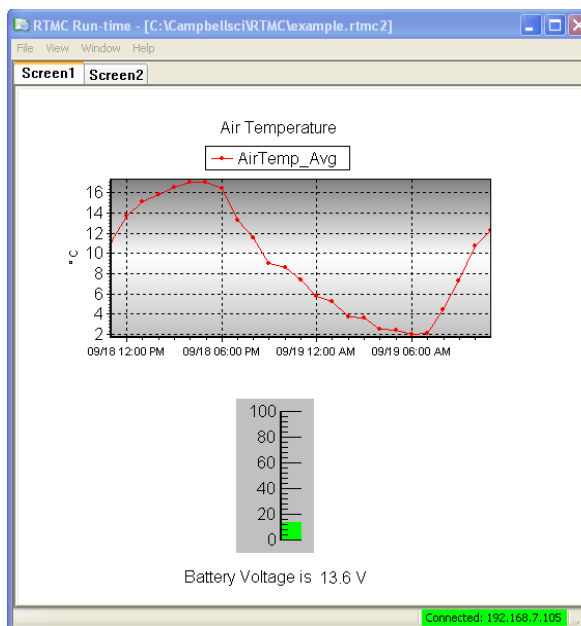 RTMC Run-time - [C:\Campbellsci\RTMC\example.rtmc2]
File View Window Help
Screen1 Screen2
Air Temperature
AirTemp_Avg
16
14
12
10
8
6
4
2
°C
09/18 12:00 PM 09/18 06:00 PM 09/19 12:00 AM 09/19 06:00 AM
100
80
60
40
20
0
Battery Voltage is 13.6 V
Connected: 192.168.7.105